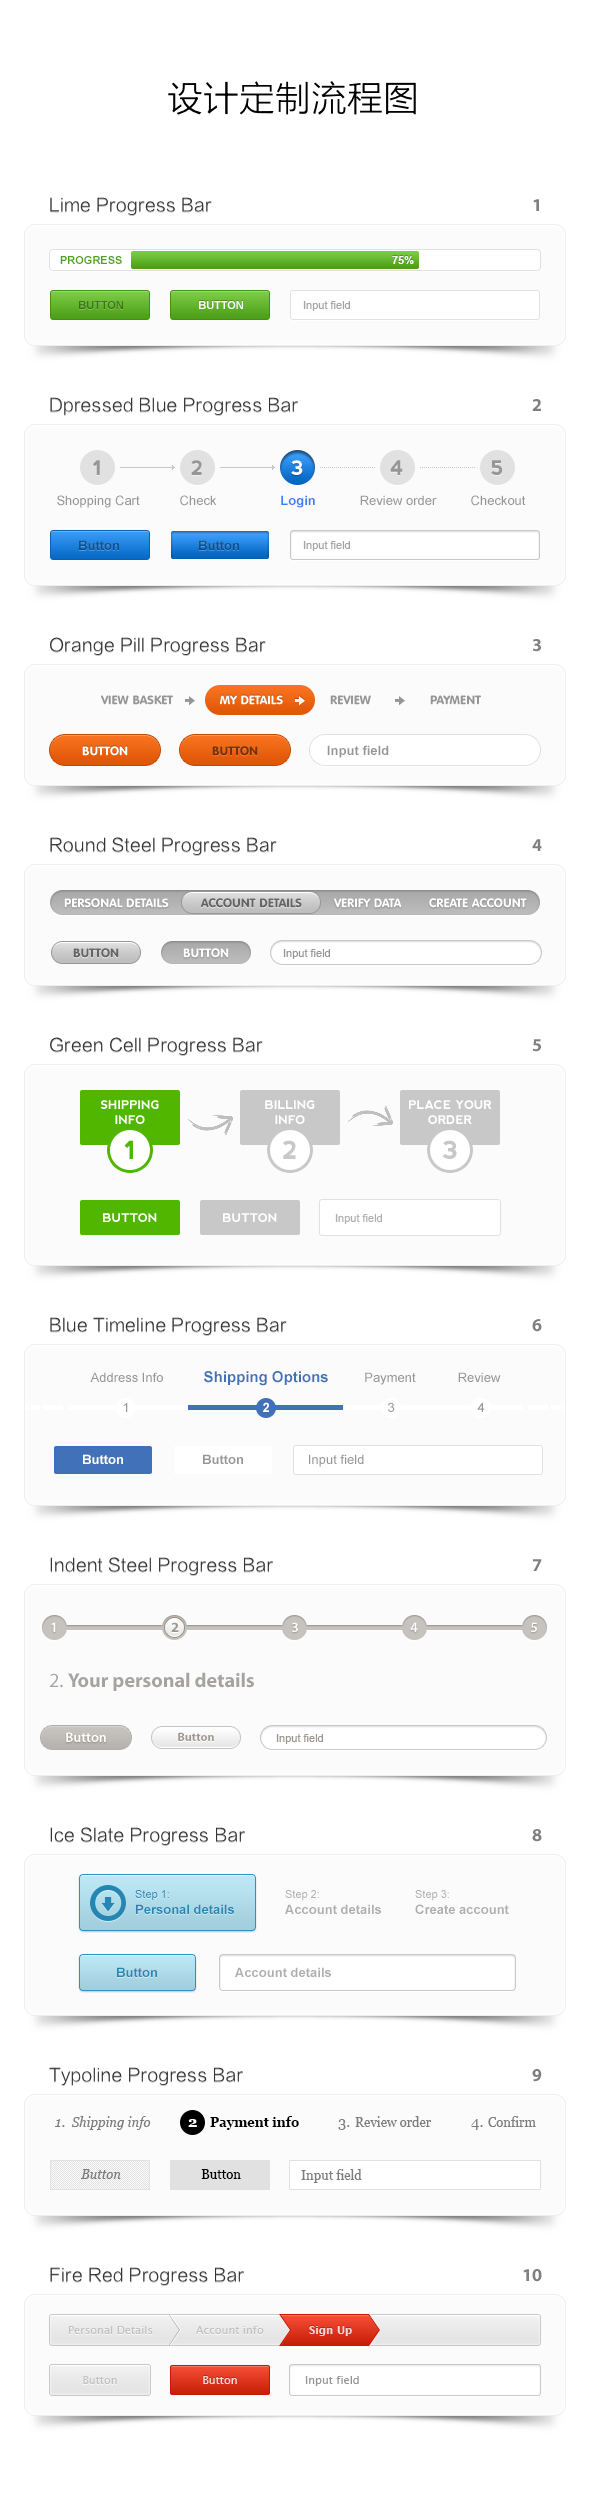 设计定制流程图
Lime Progress Bar 1
PROGRESS 75%
BUTTON BUTTON Input field
Dpressed Blue Progress Bar 2
1 2 3 4 5
Shopping Cart Check Login Review order Checkout
Button Button Input field
Orange Pill Progress Bar 3
VIEW BASKET MY DETAILS REVIEW PAYMENT
BUTTON BUTTON Input field
Round Steel Progress Bar 4
PERSONAL DETAILS ACCOUNT DETAILS VERIFY DATA CREATE ACCOUNT
BUTTON BUTTON Input field
Green Cell Progress Bar 5
SHIPPING BILLING PLACE YOUR
INFO INFO ORDER
1 2 3
BUTTON BUTTON Input field
Blue Timeline Progress Bar 6
Address Info Shipping Options Payment Review
1 2 3 4
Button Button Input field
Indent Steel Progress Bar 7
1 2 3 4 5
2. Your personal details
Button Button Input field
Ice Slate Progress Bar 8
Step 1: Step 2: Step 3:
Personal details Account details Create account
Button Account details
Typoline Progress Bar 9
1. Shipping info 2 Payment info 3. Review order 4. Confirm
Button Button Input field
Fire Red Progress Bar 10
Personal Details Account info Sign Up
Button Button Input field